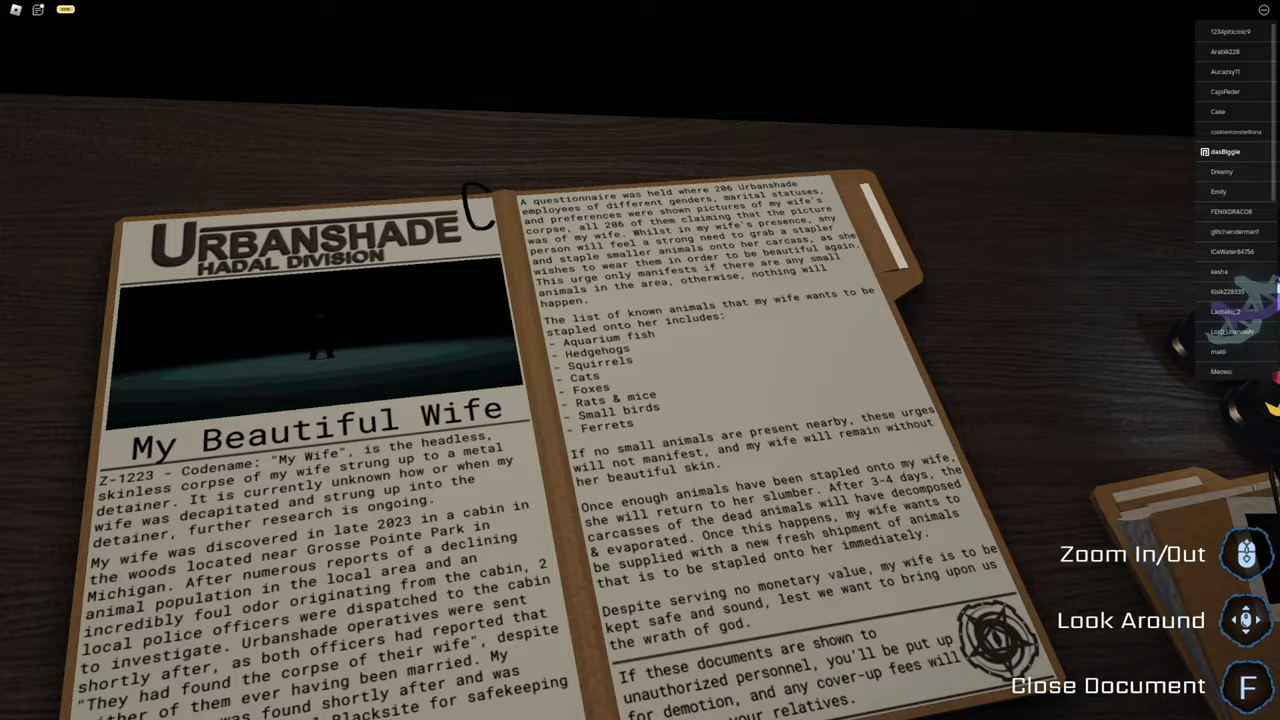 URBANSHADE
HADAL DIVISION
My Beautiful Wife
Z-1223 - Codename: "My Wife", is the headless,
skinless corpse of my wife strung up to a metal
detainer. It is currently unknown how or when my
wife was decapitated and strung up into the
detainer, further research is ongoing.
My wife was discovered in late 2023 in a cabin in
the woods located near Grosse Pointe Park in
Michigan. After numerous reports of a declining
animal population in the local area and an
incredibly foul odor originating from the cabin, 2
local police officers were dispatched to the cabin
to investigate. Urbanshade operatives were sent
shortly after, as both officers had reported that
"They had found the corpse of their wife", despite
of them ever having been married. My
was found shortly after and was
Blacksite for safekeeping
A questionnaire was held where 206 Urbanshade
employees of different genders, marital statuses,
and preferences were shown pictures of my wife's
corpse, all 206 of them claiming that the picture
was of my wife. Whilst in my wife's presence, any
person will feel a strong need to grab a stapler
and staple smaller animals onto her carcass, as she
wishes to wear them in order to be beautiful again.
This urge only manifests if there are any small
animals in the area, otherwise, nothing will
happen.
The list of known animals that my wife wants to be
stapled onto her includes:
- Aquarium fish
- Hedgehogs
- Squirrels
- Cats
- Foxes
- Rats & mice
- Small birds
- Ferrets
If no small animals are present nearby, these urges
will not manifest, and my wife will remain without
her beautiful skin.
Once enough animals have been stapled onto my wife,
she will return to her slumber. After 3-4 days, the
carcasses of the dead animals will have decomposed
& evaporated. Once this happens, my wife wants to
be supplied with a new fresh shipment of animals
that is to be stapled onto her immediately.
Despite serving no monetary value, my wife is to be
kept safe and sound, lest we want to bring upon us
the wrath of god.
If these documents are shown to
unauthorized personnel, you'll be put up
for demotion, and any cover-up fees will
your relatives.
1234piticmic9
Arabik228
Aucazxy11
CajoPeder
Cake
cookiemonsterRona
dasBiggie
Dreamy
Emily
FENIXDRACO8
glitchenderman1
ICeWater84756
kasha
Kisik228335
Laotaku_2
LorD_UnknowN
makii
Meowo
Zoom In/Out
Look Around
Close Document
F